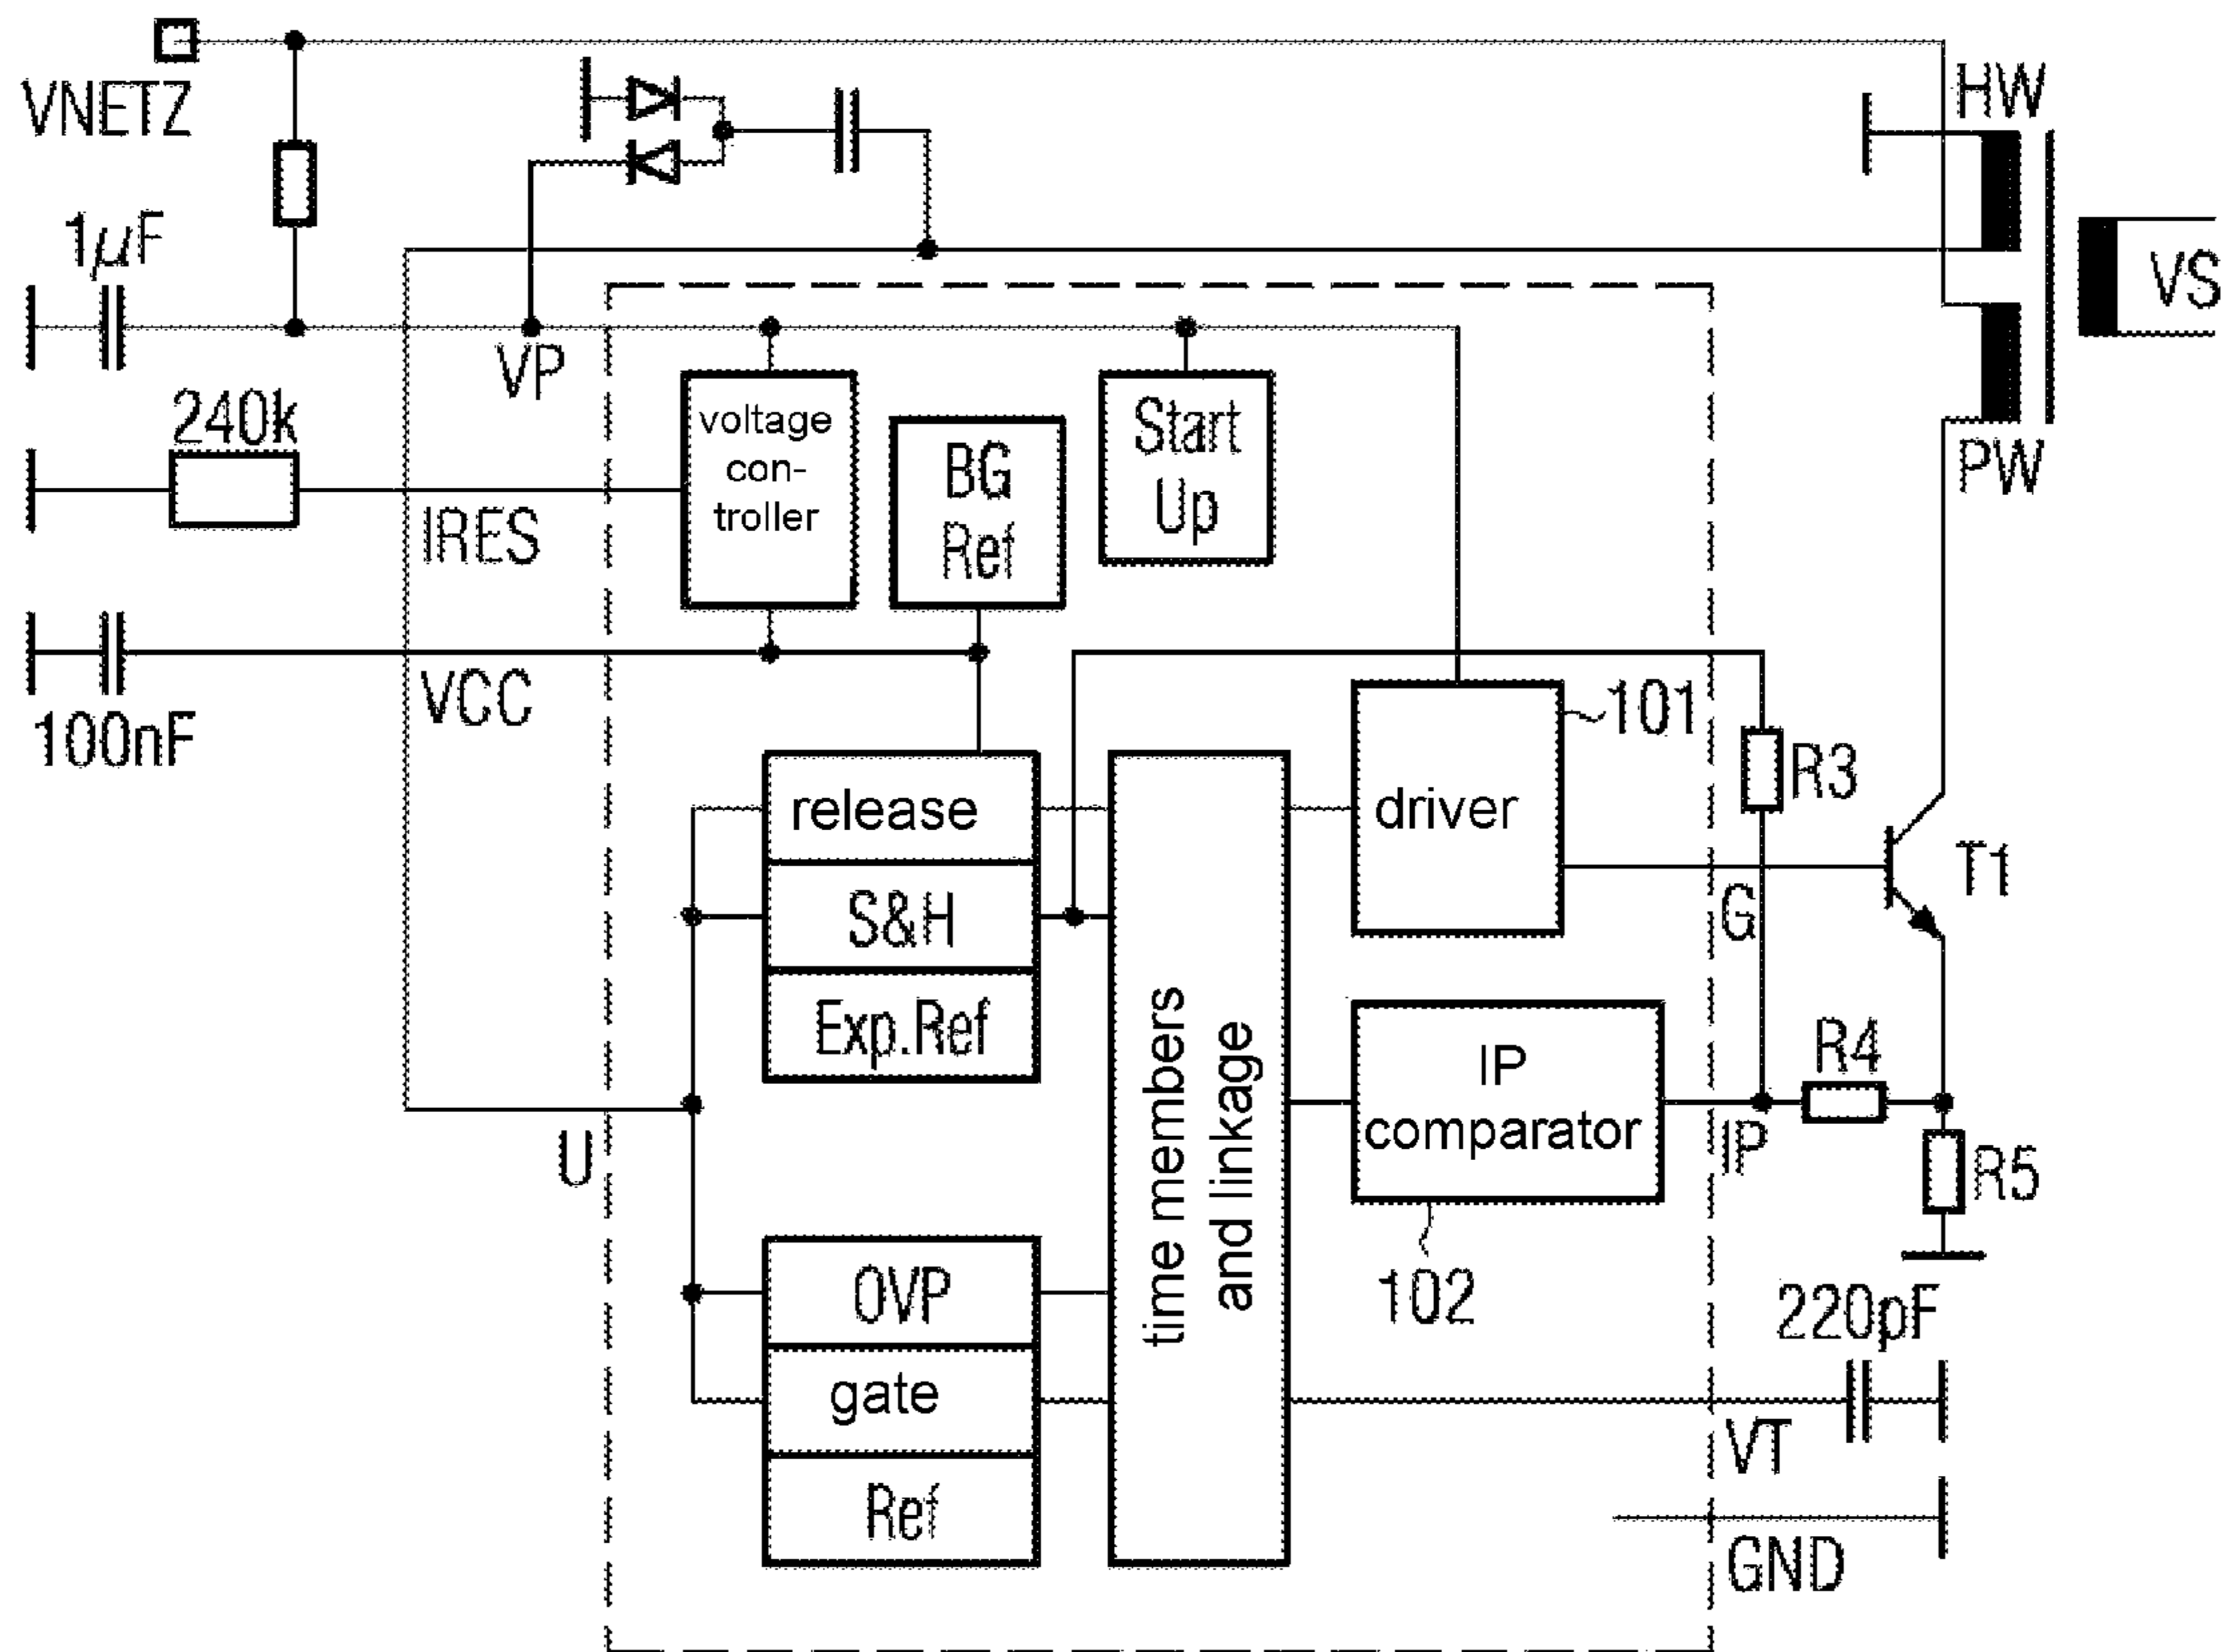 VNETZ
HW
1µF
VS
VP
240k
voltage
con-
troller
BG
Ref
Start
Up
PW
IRES
VCC
100nF
101
R3
release
driver
S&H
G
T1
Exp.Ref
time members
and linkage
IP
comparator
R4
IP
R5
U
102
OVP
220pF
gate
VT
Ref
GND